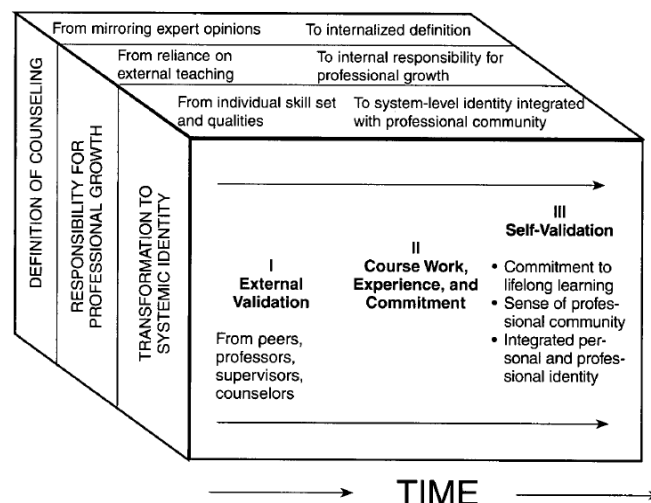 From mirroring expert opinions To internalized definition
From reliance on
external teaching
To internal responsibility for
professional growth
From individual skill set
and qualities
To system-level identity integrated
with professional community
DEFINITION OF COUNSELING
RESPONSIBILITY FOR
PROFESSIONAL GROWTH
TRANSFORMATION TO
SYSTEMIC IDENTITY
I
External
Validation
From peers,
professors,
supervisors,
counselors
II
Course Work,
Experience, and
Commitment
III
Self-Validation
• Commitment to
lifelong learning
• Sense of profes-
sional community
• Integrated per-
sonal and profes-
sional identity
TIME